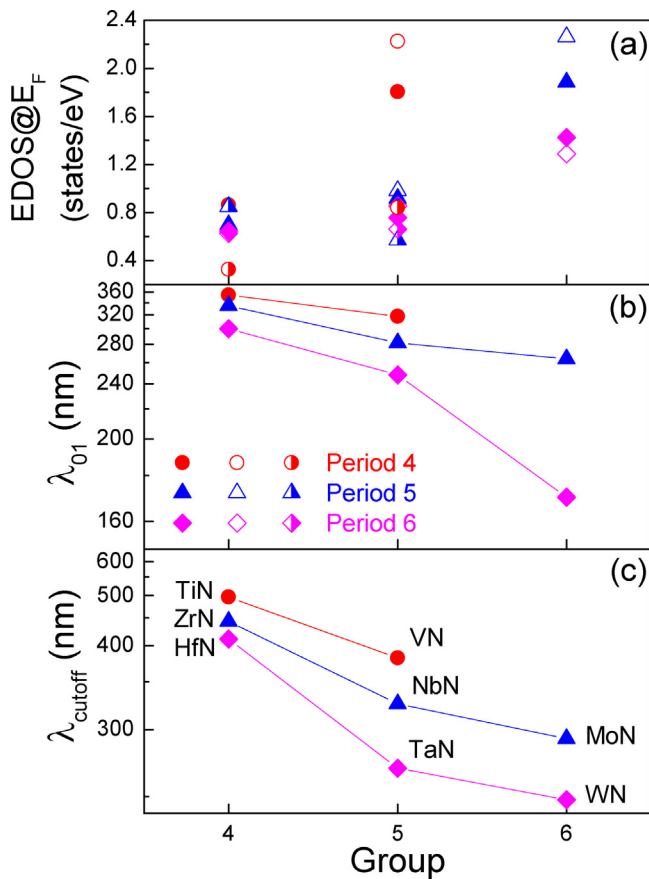 (a)
EDOS@E_F
(states/eV)
2.4
2.0
1.6
1.2
0.8
0.4
(b)
λ_01 (nm)
360
320
280
240
200
160
Period 4
Period 5
Period 6
(c)
λ_cutoff (nm)
600
500
400
300
TiN
ZrN
HfN
VN
NbN
TaN
MoN
WN
4
5
6
Group